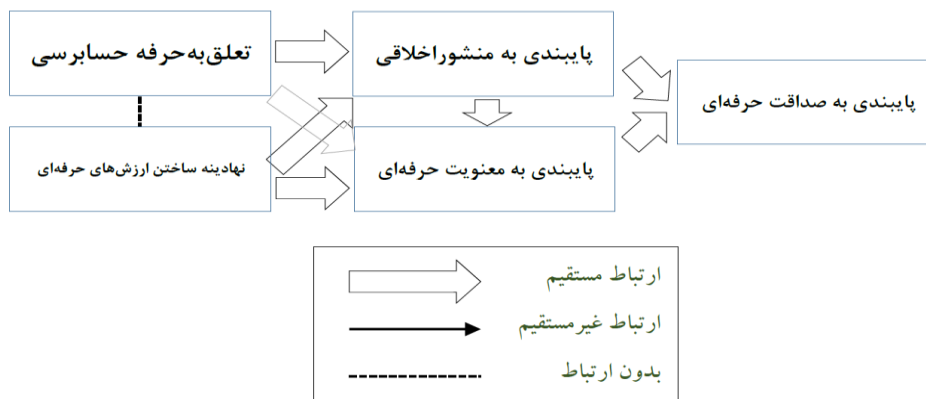 تعلق‌به‌حرفه حسابرسی
پایبندی به منشوراخلاقی
پایبندی به صداقت حرفه‌ای
نهادینه ساختن ارزش‌های حرفه‌ای
پایبندی به معنویت حرفه‌ای
ارتباط مستقیم
ارتباط غیرمستقیم
بدون ارتباط